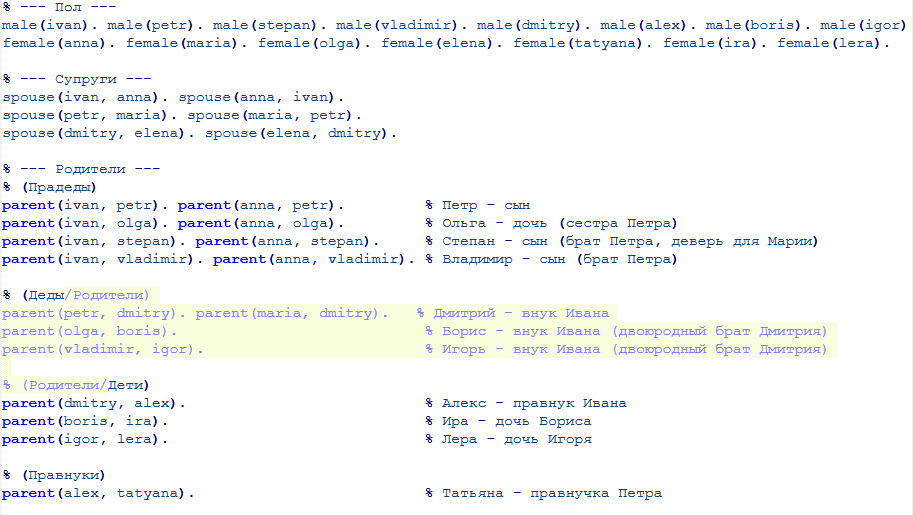 % --- Пол ---
male(ivan). male(petr). male(stepan). male(vladimir). male(dmitry). male(alex). male(boris). male(igor)
female(anna). female(maria). female(olga). female(elena). female(tatyana). female(ira). female(lera).
% --- Супруги ---
spouse(ivan, anna). spouse(anna, ivan).
spouse(petr, maria). spouse(maria, petr).
spouse(dmitry, elena). spouse(elena, dmitry).
% --- Родители ---
% (Прадеды)
parent(ivan, petr). parent(anna, petr). % Петр - сын
parent(ivan, olga). parent(anna, olga). % Ольга - дочь (сестра Петра)
parent(ivan, stepan). parent(anna, stepan). % Степан - сын (брат Петра, деверь для Марии)
parent(ivan, vladimir). parent(anna, vladimir). % Владимир - сын (брат Петра)
% (Деды/Родители)
parent(petr, dmitry). parent(maria, dmitry). % Дмитрий - внук Ивана
parent(olga, boris). % Борис - внук Ивана (двоюродный брат Дмитрия)
parent(vladimir, igor). % Игорь - внук Ивана (двоюродный брат Дмитрия)
% (Родители/Дети)
parent(dmitry, alex). % Алекс - правнук Ивана
parent(boris, ira). % Ира - дочь Бориса
parent(igor, lera). % Лера - дочь Игоря
% (Правнуки)
parent(alex, tatyana). % Татьяна - правнучка Петра